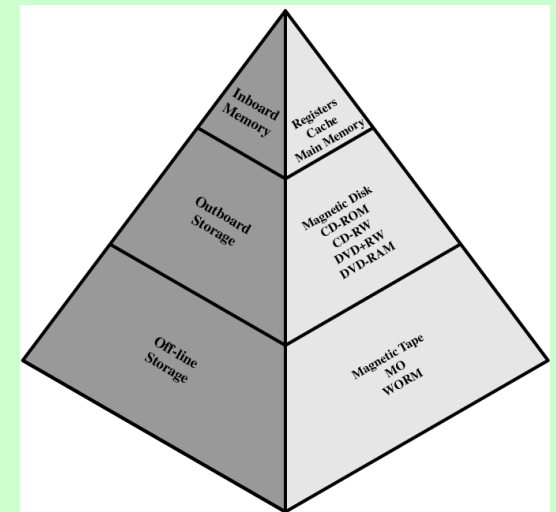 Inboard
Memory
Registers
Cache
Main Memory
Outboard
Storage
Magnetic Disk
CD-ROM
CD-RW
DVD+RW
DVD-RAM
Off-line
Storage
Magnetic Tape
MO
WORM